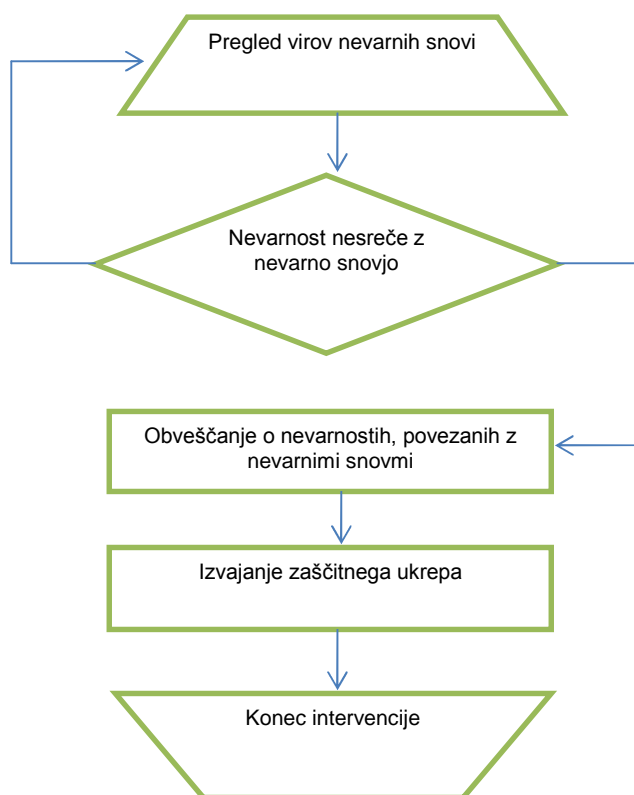 Pregled virov nevarnih snovi
Nevarnost nesreče z
nevarno snovjo
Obveščanje o nevarnostih, povezanih z
nevarnimi snovmi
Izvajanje zaščitnega ukrepa
Konec intervencije